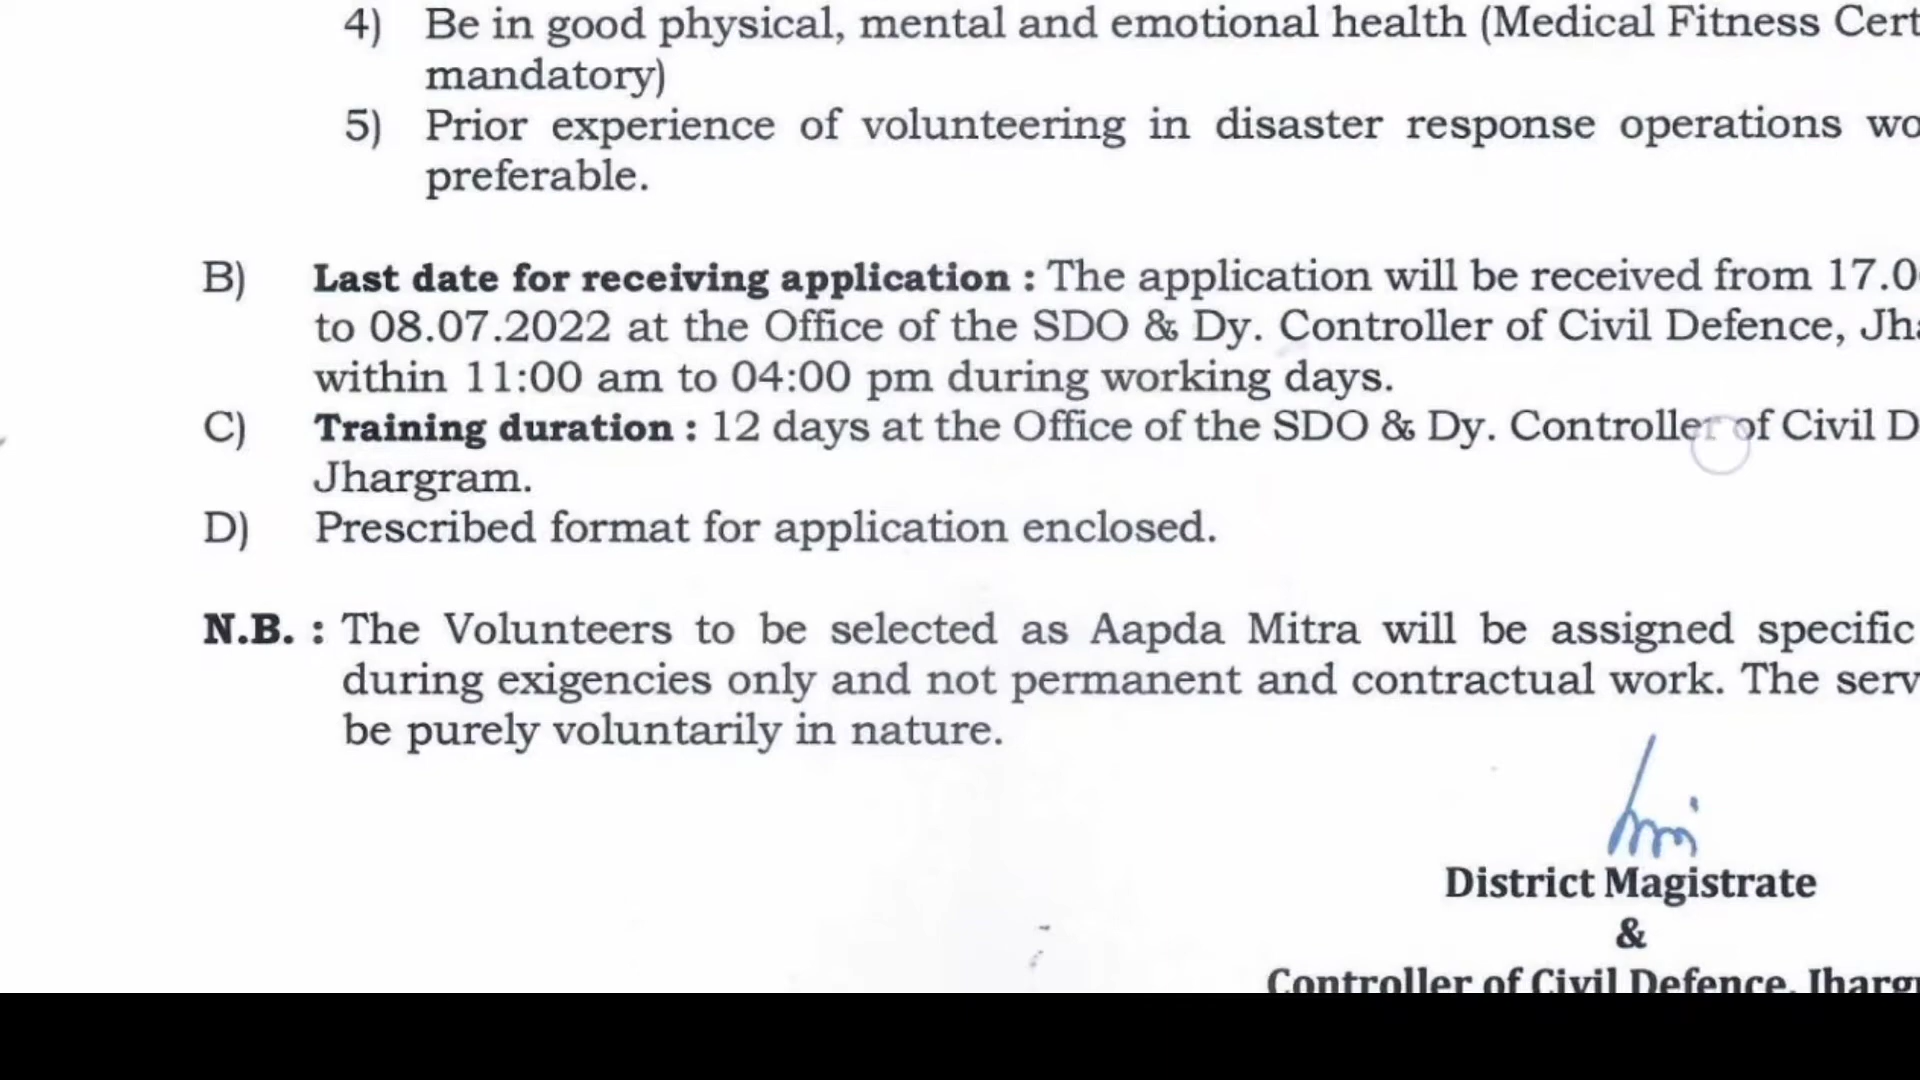 4) Be in good physical, mental and emotional health (Medical Fitness Cert
mandatory)
5) Prior experience of volunteering in disaster response operations wo
preferable.
B) Last date for receiving application : The application will be received from 17.0
to 08.07.2022 at the Office of the SDO & Dy. Controller of Civil Defence, Jha
within 11:00 am to 04:00 pm during working days.
C) Training duration : 12 days at the Office of the SDO & Dy. Controller of Civil D
Jhargram.
D) Prescribed format for application enclosed.
N.B. : The Volunteers to be selected as Aapda Mitra will be assigned specific
during exigencies only and not permanent and contractual work. The serv
be purely voluntarily in nature.
District Magistrate
&
Controller of Civil Defence, Jharg